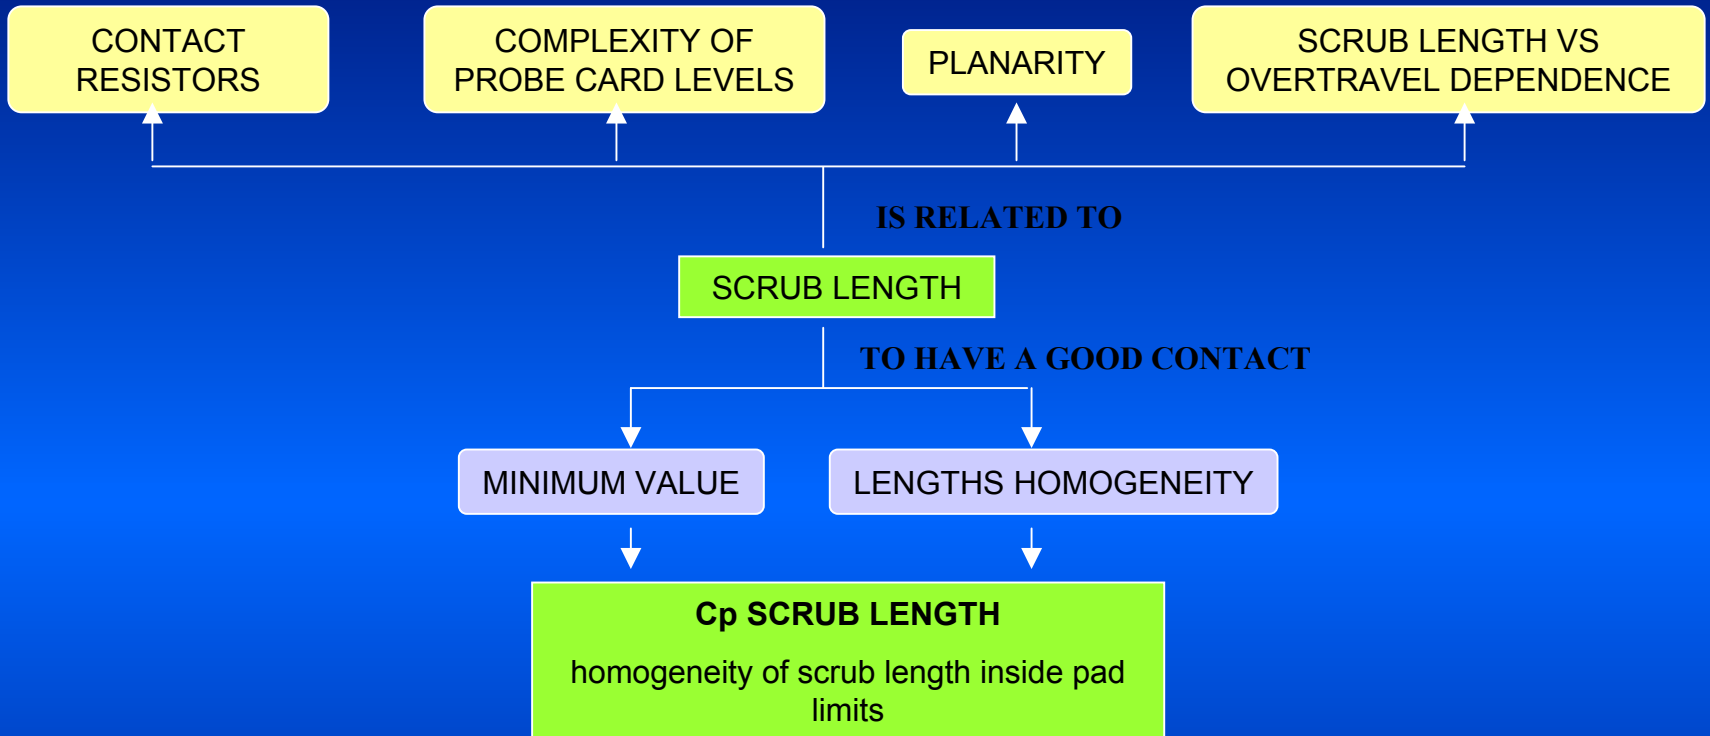 CONTACT
RESISTORS
COMPLEXITY OF
PROBE CARD LEVELS
PLANARITY
SCRUB LENGTH VS
OVERTRAVEL DEPENDENCE
IS RELATED TO
SCRUB LENGTH
TO HAVE A GOOD CONTACT
MINIMUM VALUE
LENGTHS HOMOGENEITY
Cp SCRUB LENGTH
homogeneity of scrub length inside pad
limits